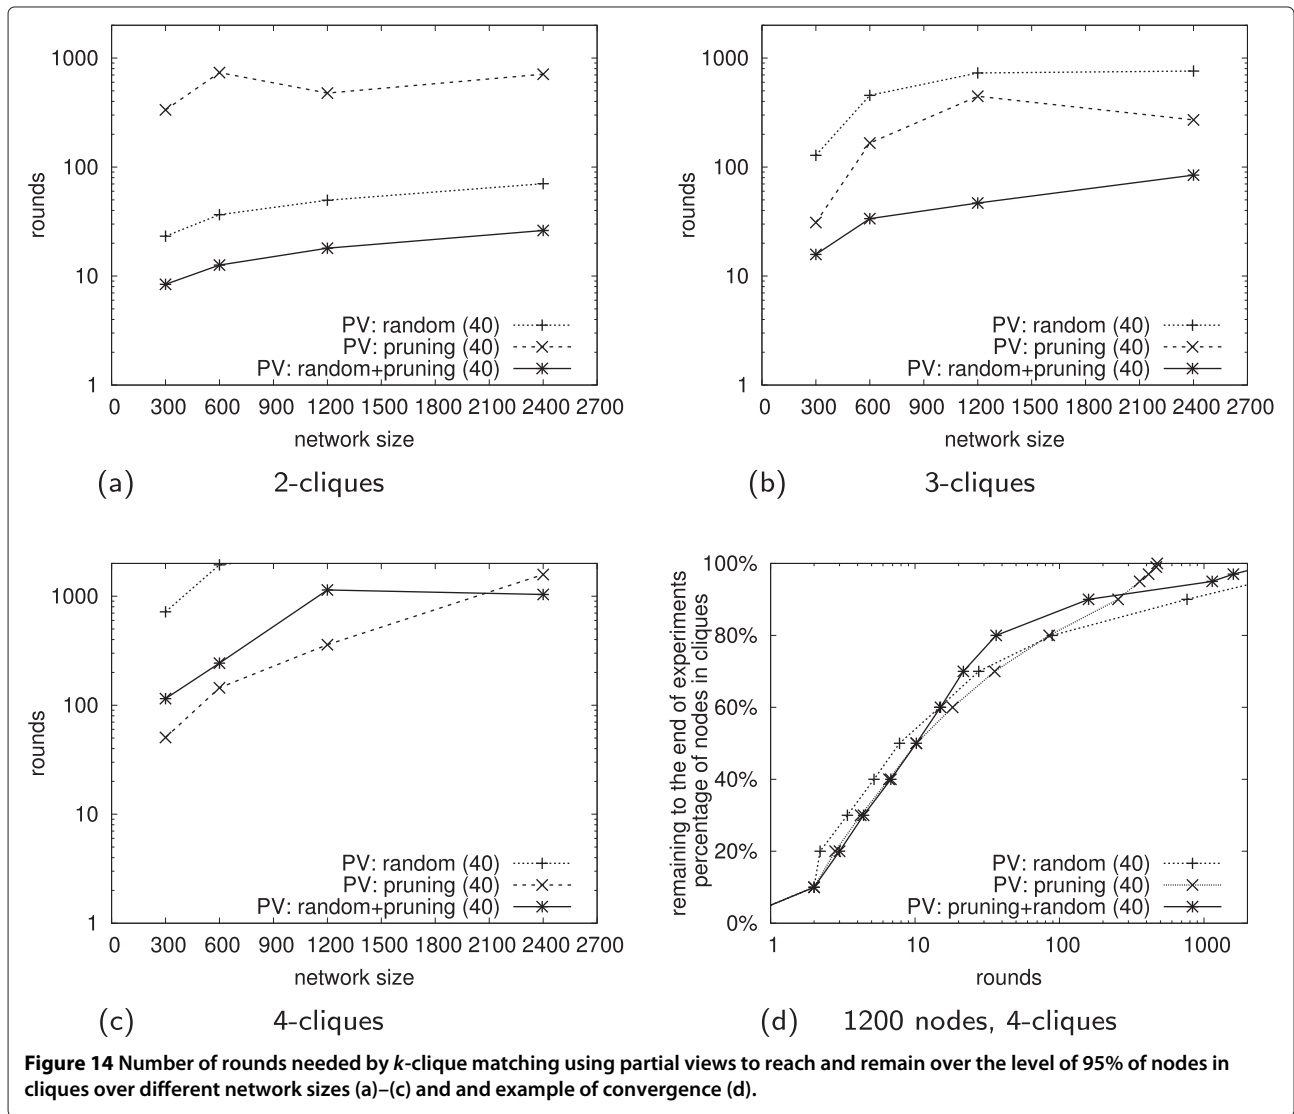 1000
100
10
1
rounds
PV: random (40)
PV: pruning (40)
PV: random+pruning (40)
0 300 600 900 1200 1500 1800 2100 2400 2700
network size
(a) 2-cliques
1000
100
10
1
rounds
PV: random (40)
PV: pruning (40)
PV: random+pruning (40)
0 300 600 900 1200 1500 1800 2100 2400 2700
network size
(b) 3-cliques
1000
100
10
1
rounds
PV: random (40)
PV: pruning (40)
PV: random+pruning (40)
0 300 600 900 1200 1500 1800 2100 2400 2700
network size
(c) 4-cliques
100%
80%
60%
40%
20%
0%
remaining to the end of experiments
percentage of nodes in cliques
PV: random (40)
PV: pruning (40)
PV: pruning+random (40)
1 10 100 1000
rounds
(d) 1200 nodes, 4-cliques
Figure 14 Number of rounds needed by k-clique matching using partial views to reach and remain over the level of 95% of nodes in
cliques over different network sizes (a)–(c) and and example of convergence (d).